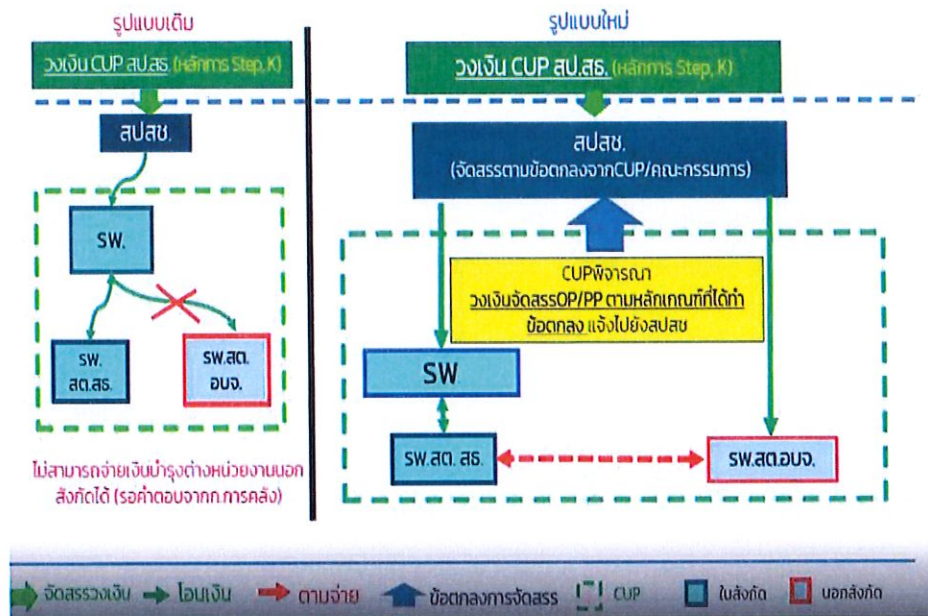 รูปแบบเดิม
วงเงิน CUP สป.สธ. (หลักการ Step, K)
สปสช.
รพ.
รพ.
สต.สธ.
รพ.สต.
อบจ.
ไม่สามารถจ่ายเงินบำรุงต่างหน่วยงานนอก
สังกัดได้ (รอคำตอบจากก.การคลัง)
รูปแบบใหม่
วงเงิน CUP สป.สธ. (หลักการ Step, K)
สปสช.
(จัดสรรตามข้อตกลงจากCUP/คณะกรรมการ)
CUPพิจารณา
วงเงินจัดสรรOP/PP ตามหลักเกณฑ์ที่ได้ทำ
ข้อตกลง แจ้งไปยังสปสช
รพ
รพ.สต. สธ.
รพ.สต.อบจ.
จัดสรรวงเงิน
โอนเงิน
ตามจ่าย
ข้อตกลงการจัดสรร
CUP
ในสังกัด
นอกสังกัด